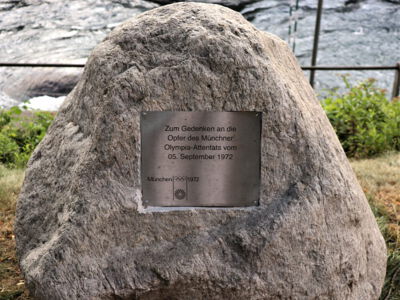 Zum Gedenken an die
Opfer des Münchner
Olympia-Attentats vom
05. September 1972
München 1972